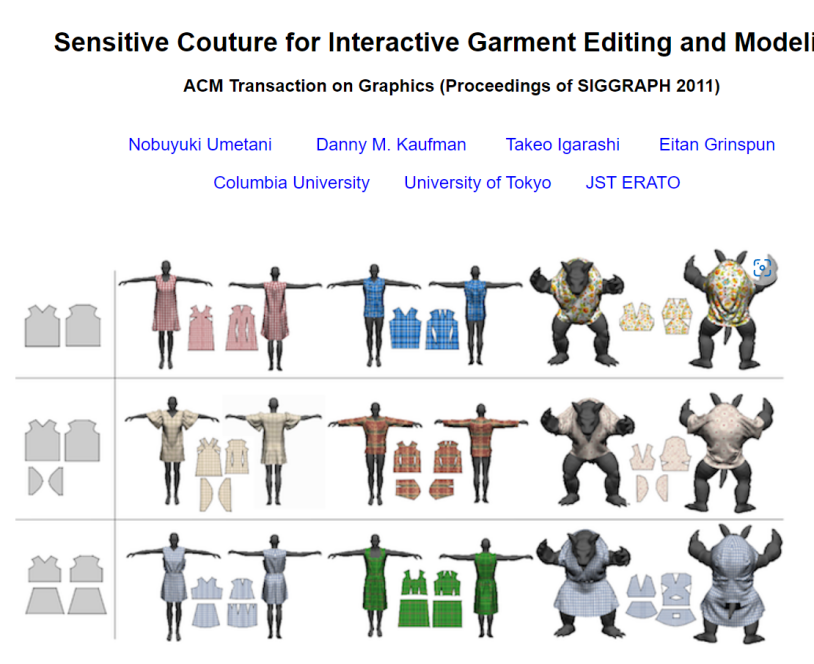 Sensitive Couture for Interactive Garment Editing and Modeli
ACM Transaction on Graphics (Proceedings of SIGGRAPH 2011)
Nobuyuki Umetani Danny M. Kaufman Takeo Igarashi Eitan Grinspun
Columbia University University of Tokyo JST ERATO